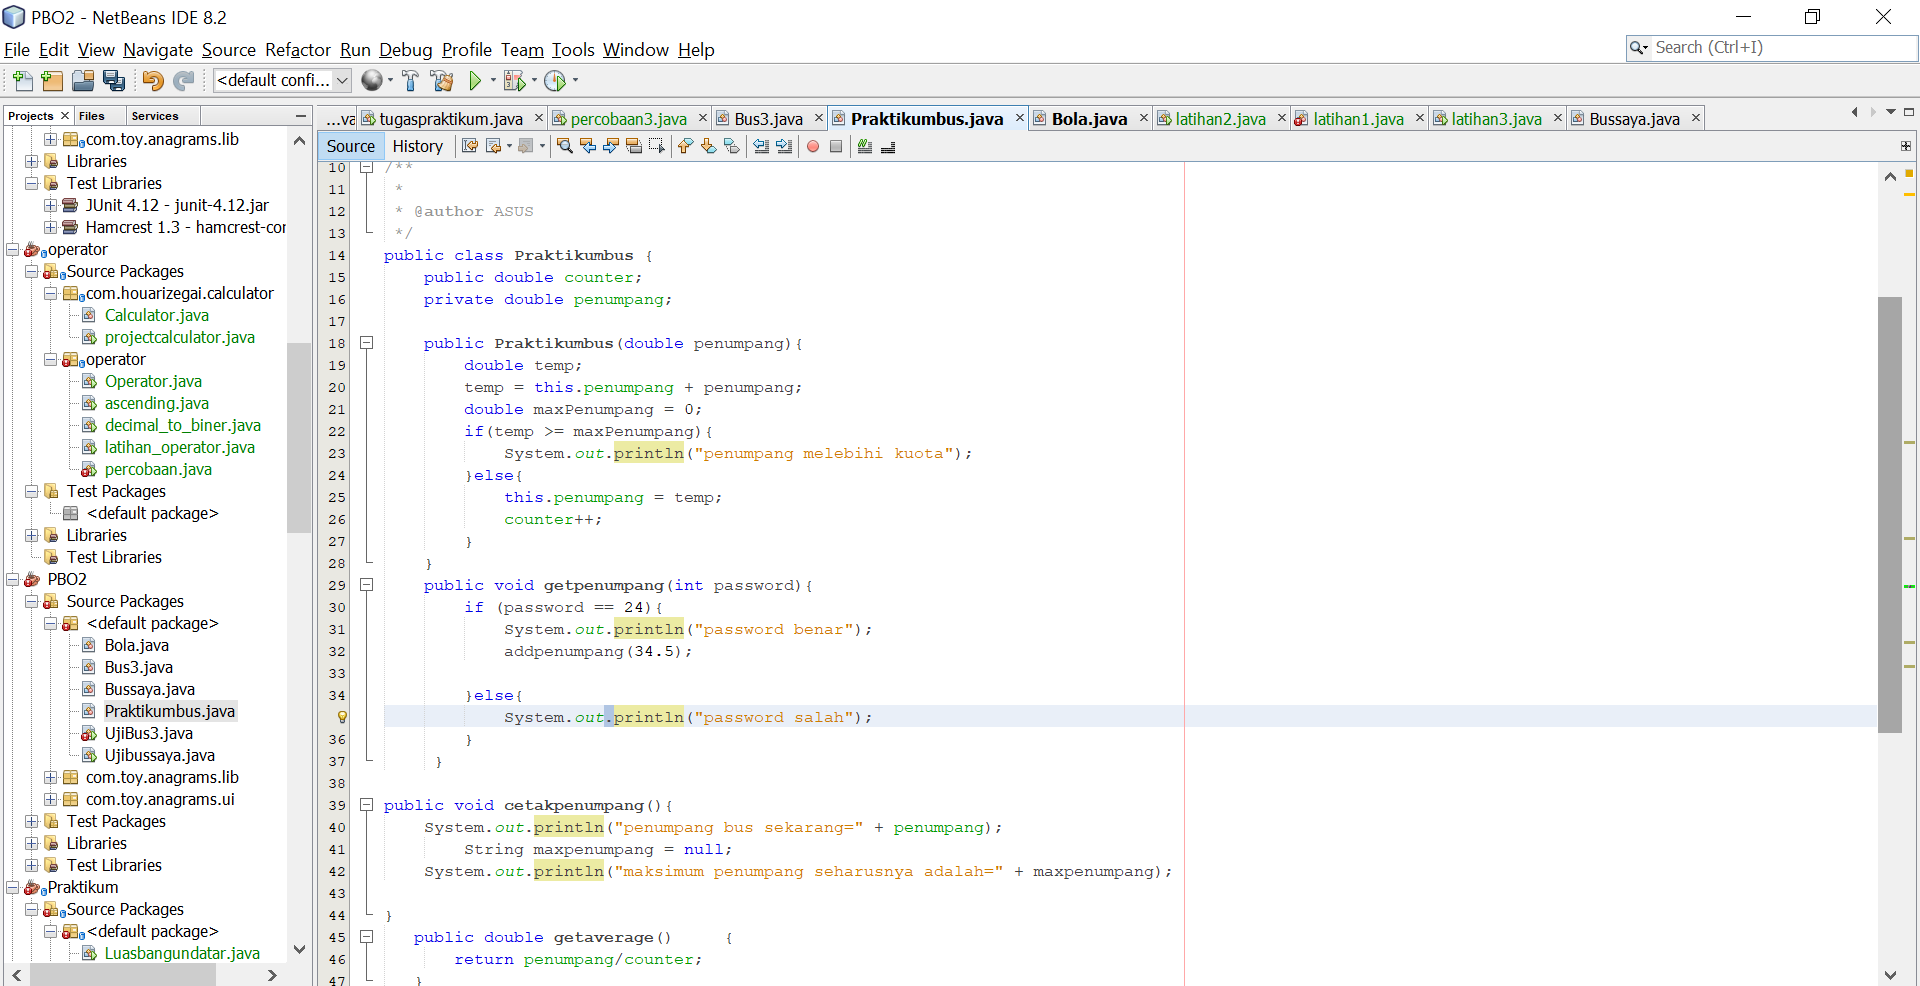 PBO2 - NetBeans IDE 8.2
File Edit View Navigate Source Refactor Run Debug Profile Team Tools Window Help
Search (Ctrl+I)
<default confi...
Projects Files Services
...va tugaspraktikum.java percobaan3.java Bus3.java Praktikumbus.java Bola.java latihan2.java latihan1.java latihan3.java Bussaya.java
Source History
com.toy.anagrams.lib
Libraries
Test Libraries
JUnit 4.12 - junit-4.12.jar
Hamcrest 1.3 - hamcrest-cor
operator
Source Packages
com.houarizegai.calculator
Calculator.java
projectcalculator.java
operator
Operator.java
ascending.java
decimal_to_biner.java
latihan_operator.java
percobaan.java
Test Packages
<default package>
Libraries
Test Libraries
PBO2
Source Packages
<default package>
Bola.java
Bus3.java
Bussaya.java
Praktikumbus.java
UjiBus3.java
Ujibussaya.java
com.toy.anagrams.lib
com.toy.anagrams.ui
Test Packages
Libraries
Test Libraries
Praktikum
Source Packages
<default package>
Luasbangundatar.java
10 /**
11 *
12 * @author ASUS
13 */
14 public class Praktikumbus {
15 public double counter;
16 private double penumpang;
17
18 public Praktikumbus(double penumpang){
19 double temp;
20 temp = this.penumpang + penumpang;
21 double maxPenumpang = 0;
22 if(temp >= maxPenumpang){
23 System.out.println("penumpang melebihi kuota");
24 }else{
25 this.penumpang = temp;
26 counter++;
27 }
28 }
29 public void getpenumpang(int password){
30 if (password == 24){
31 System.out.println("password benar");
32 addpenumpang(34.5);
33
34 }else{
System.out.println("password salah");
36 }
37 }
38
39 public void cetakpenumpang(){
40 System.out.println("penumpang bus sekarang=" + penumpang);
41 String maxpenumpang = null;
42 System.out.println("maksimum penumpang seharusnya adalah=" + maxpenumpang);
43
44 }
45 public double getaverage() {
46 return penumpang/counter;
47 }